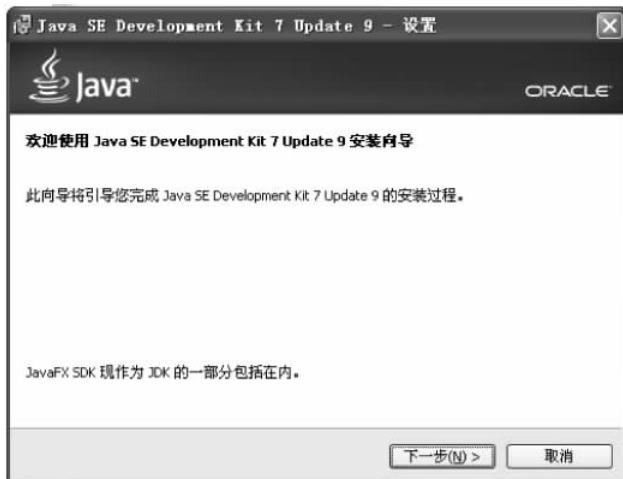 Java SE Development Kit 7 Update 9 - 设置
Java™
ORACLE
欢迎使用 Java SE Development Kit 7 Update 9 安装向导
此向导将引导您完成 Java SE Development Kit 7 Update 9 的安装过程。
JavaFX SDK 现作为 JDK 的一部分包括在内。
下一步(N) >
取消